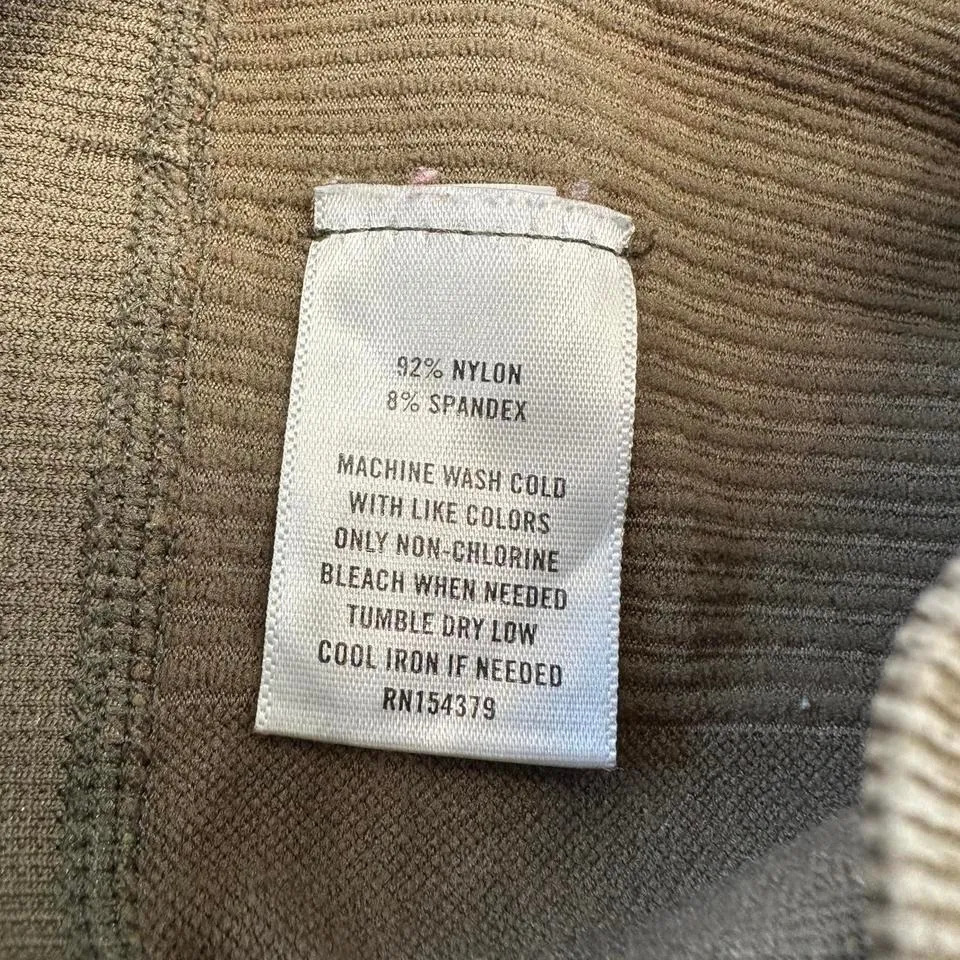 92% NYLON
8% SPANDEX
MACHINE WASH COLD
WITH LIKE COLORS
ONLY NON-CHLORINE
BLEACH WHEN NEEDED
TUMBLE DRY LOW
COOL IRON IF NEEDED
RN154379